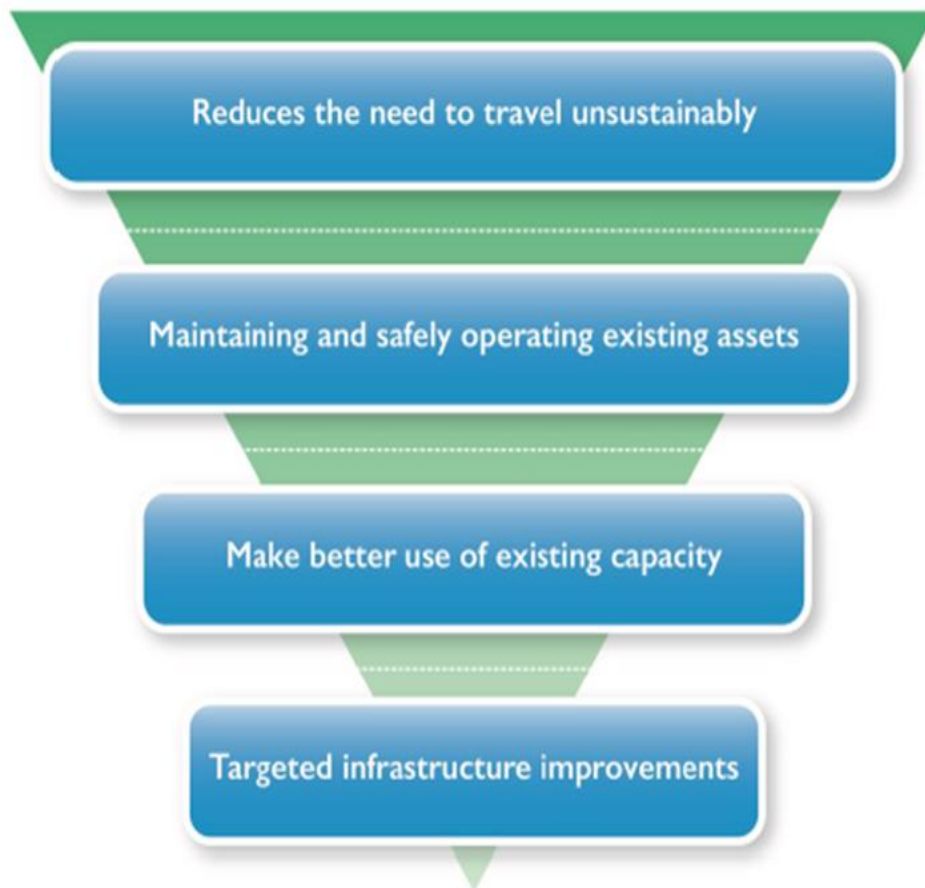 Reduces the need to travel unsustainably
Maintaining and safely operating existing assets
Make better use of existing capacity
Targeted infrastructure improvements